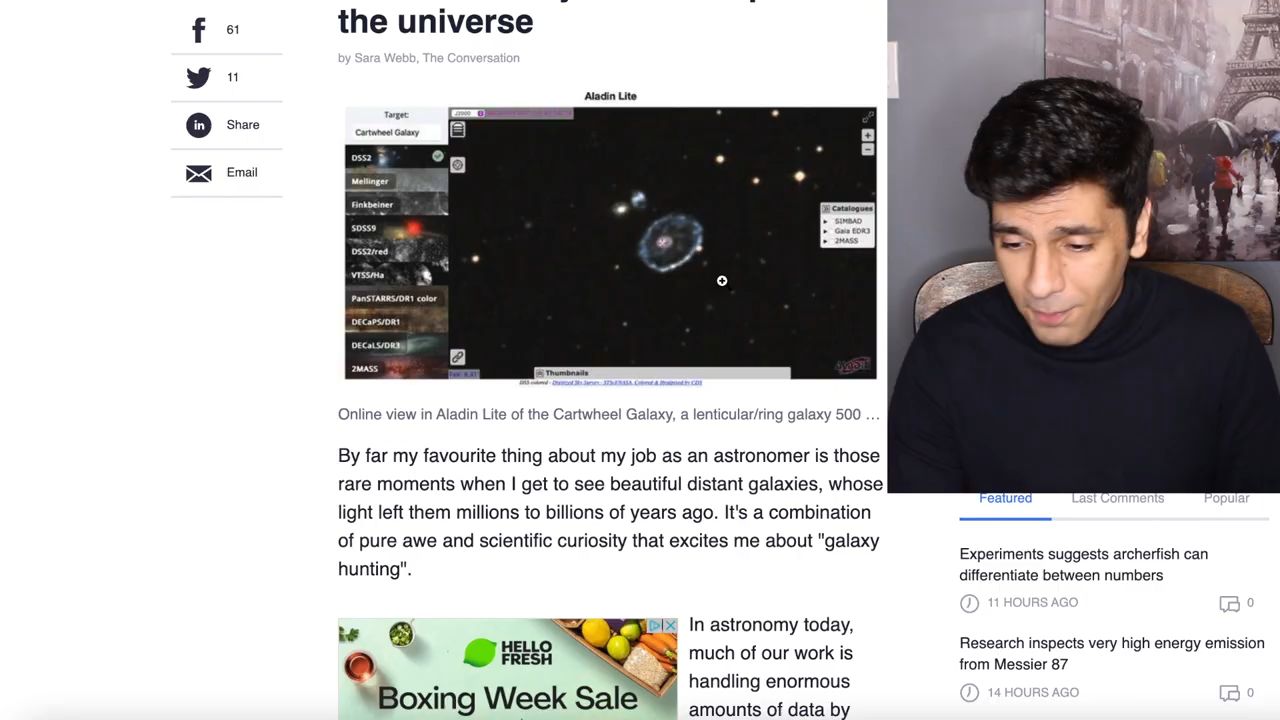 the universe
by Sara Webb, The Conversation
61
11
Share
Email
Aladin Lite
Target:
Cartwheel Galaxy
DSS2
Mellinger
Finkbeiner
SDSS9
DSS2/red
VTSS/Ha
PanSTARRS/DR1 color
DECaPS/DR1
DECaLS/DR3
2MASS
J2000
Catalogues
SIMBAD
Gaia EDR3
2MASS
Thumbnails
Online view in Aladin Lite of the Cartwheel Galaxy, a lenticular/ring galaxy 500 …
By far my favourite thing about my job as an astronomer is those
rare moments when I get to see beautiful distant galaxies, whose
light left them millions to billions of years ago. It's a combination
of pure awe and scientific curiosity that excites me about "galaxy
hunting".
HELLO
FRESH
Boxing Week Sale
In astronomy today,
much of our work is
handling enormous
amounts of data by
Featured Last Comments Popular
Experiments suggests archerfish can
differentiate between numbers
11 HOURS AGO 0
Research inspects very high energy emission
from Messier 87
14 HOURS AGO 0